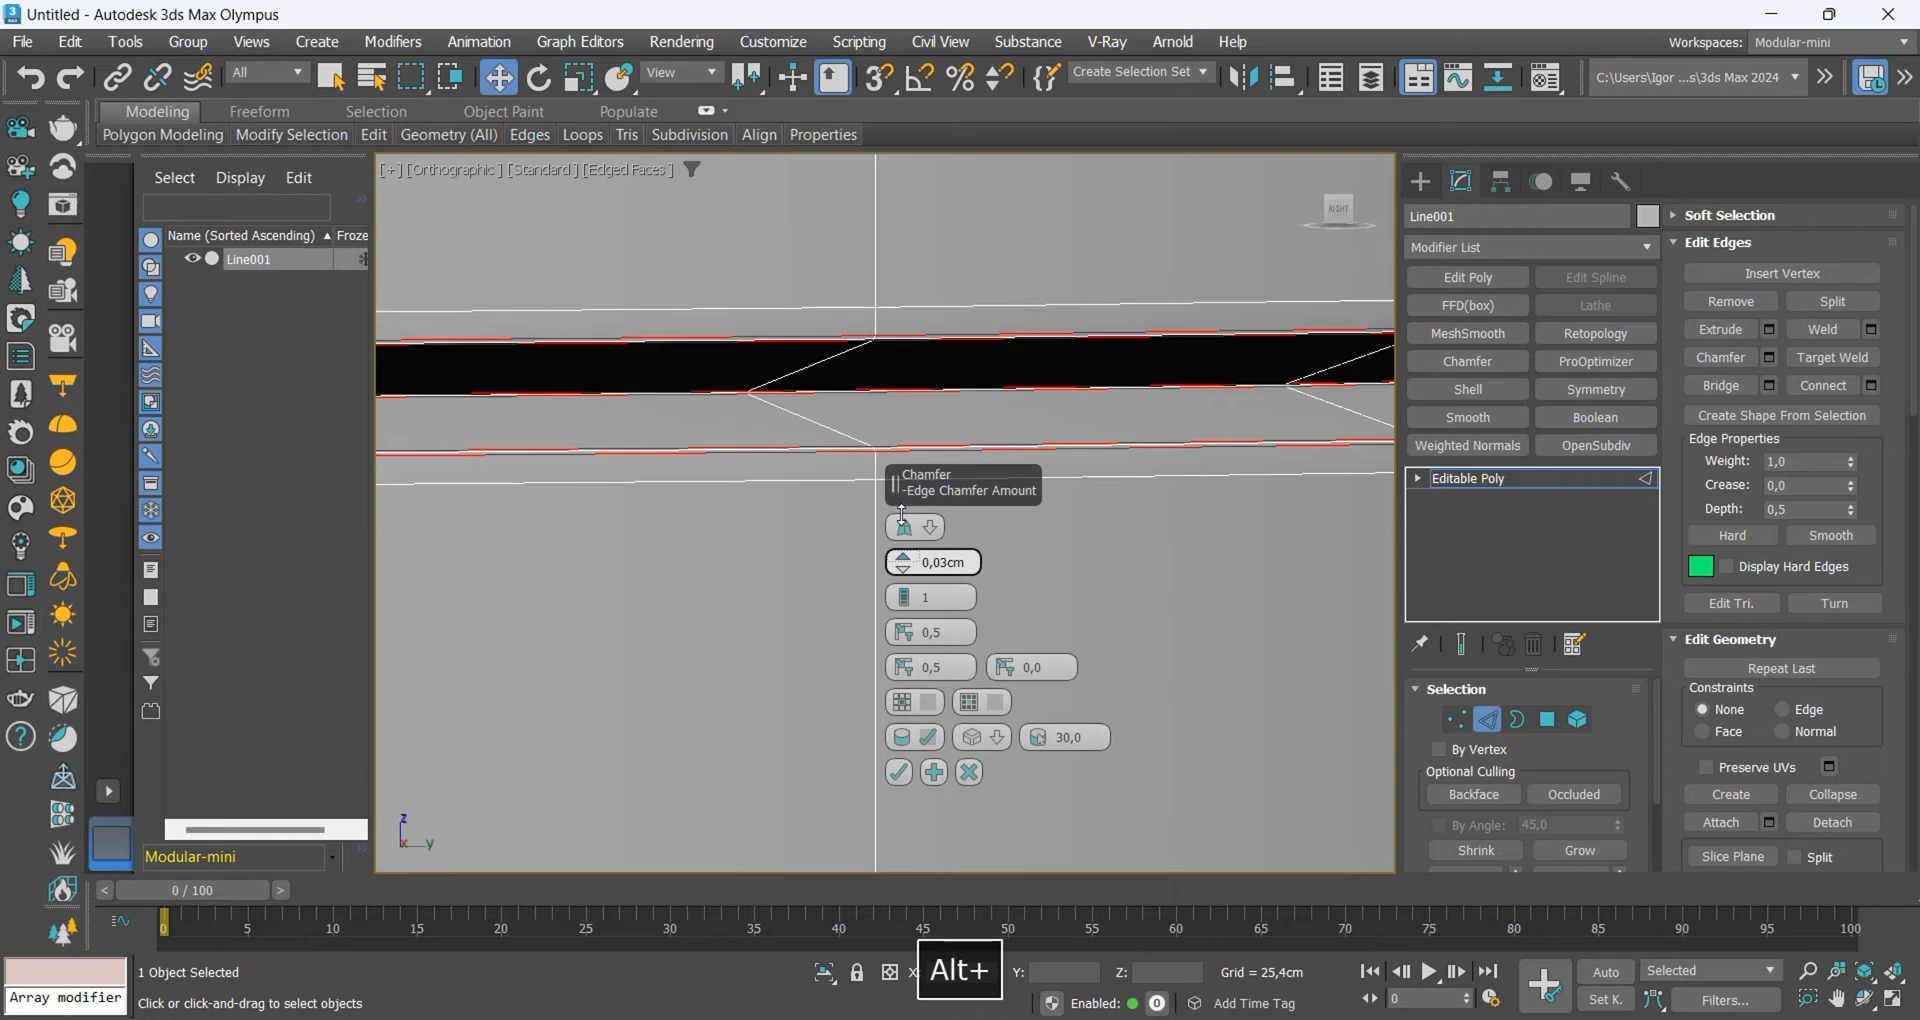 Untitled - Autodesk 3ds Max Olympus
File Edit Tools Group Views Create Modifiers Animation Graph Editors Rendering Customize Scripting Civil View Substance V-Ray Arnold Help
Workspaces: Modular-mini
All View Create Selection Set C:\Users\Igor ...s\3ds Max 2024
Modeling Freeform Selection Object Paint Populate
Polygon Modeling Modify Selection Edit Geometry (All) Edges Loops Tris Subdivision Align Properties
Select Display Edit
Name (Sorted Ascending) Froze
Line001
Modular-mini
[+] [Orthographic ] [Standard ] [Edged Faces ]
RIGHT
Chamfer
-Edge Chamfer Amount
0,03cm
1
0,5
0,5 0,0
30,0
z
x y
Line001
Modifier List
Edit Poly Edit Spline
FFD(box) Lathe
MeshSmooth Retopology
Chamfer ProOptimizer
Shell Symmetry
Smooth Boolean
Weighted Normals OpenSubdiv
Editable Poly
Selection
By Vertex
Optional Culling
Backface Occluded
By Angle: 45,0
Shrink Grow
Soft Selection
Edit Edges
Insert Vertex
Remove Split
Extrude Weld
Chamfer Target Weld
Bridge Connect
Create Shape From Selection
Edge Properties
Weight: 1,0
Crease: 0,0
Depth: 0,5
Hard Smooth
Display Hard Edges
Edit Tri. Turn
Edit Geometry
Repeat Last
Constraints
None Edge
Face Normal
Preserve UVs
Create Collapse
Attach Detach
Slice Plane Split
< 0 / 100 >
0 5 10 15 20 25 30 35 40 45 50 55 60 65 70 75 80 85 90 95 100
Array modifier
1 Object Selected
Click or click-and-drag to select objects
X: Y: Z: Grid = 25,4cm
Alt+
Enabled: 0 Add Time Tag
0
Auto Selected
Set K. Filters...